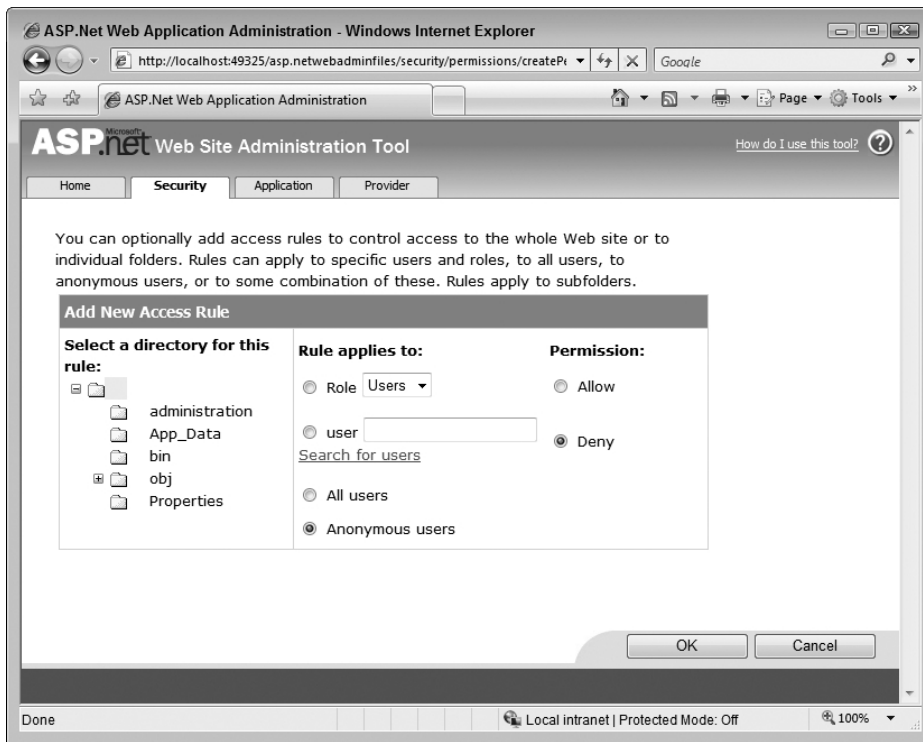 ASP.Net Web Application Administration - Windows Internet Explorer
http://localhost:49325/asp.netwebadminfiles/security/permissions/createPe
Google
ASP.Net Web Application Administration
Page
Tools
Microsoft
ASP.net Web Site Administration Tool
How do I use this tool?
Home
Security
Application
Provider
You can optionally add access rules to control access to the whole Web site or to
individual folders. Rules can apply to specific users and roles, to all users, to
anonymous users, or to some combination of these. Rules apply to subfolders.
Add New Access Rule
Select a directory for this
rule:
administration
App_Data
bin
obj
Properties
Rule applies to:
Role Users
user
Search for users
All users
Anonymous users
Permission:
Allow
Deny
OK
Cancel
Done
Local intranet | Protected Mode: Off
100%